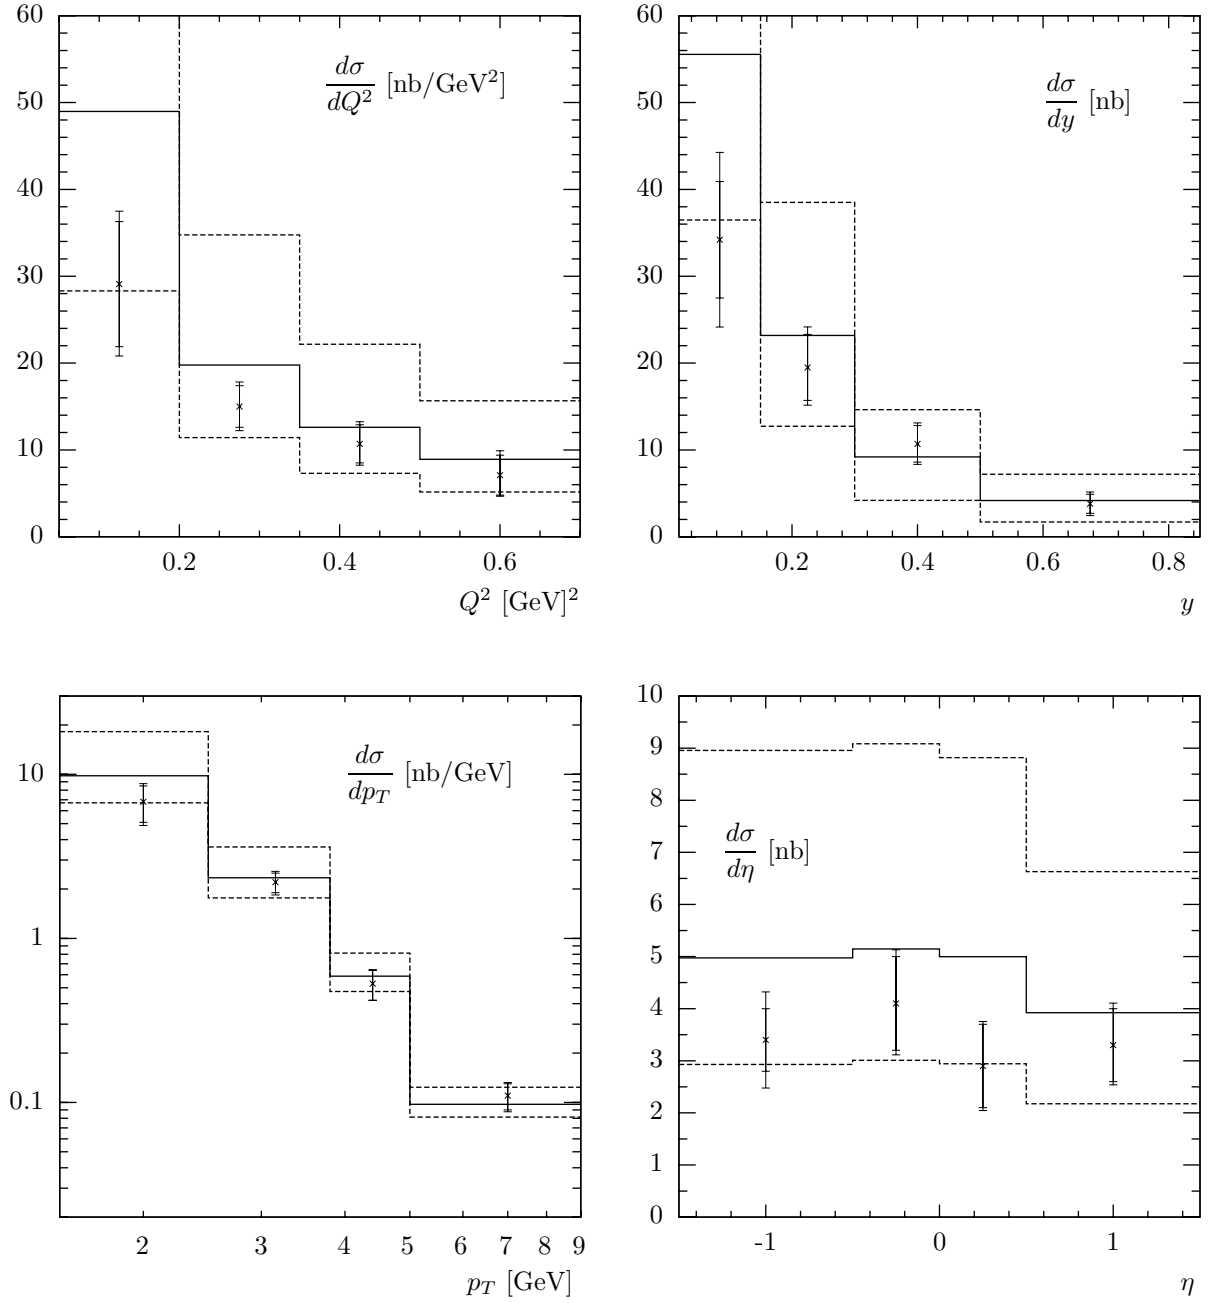 60
50
40
30
20
10
0
dσ/dQ² [nb/GeV²]
0.2 0.4 0.6
Q² [GeV]²
60
50
40
30
20
10
0
dσ/dy [nb]
0.2 0.4 0.6 0.8
y
10
1
0.1
dσ/dp_T [nb/GeV]
2 3 4 5 6 7 8 9
p_T [GeV]
10
9
8
7
6
5
4
3
2
1
0
dσ/dη [nb]
-1 0 1
η